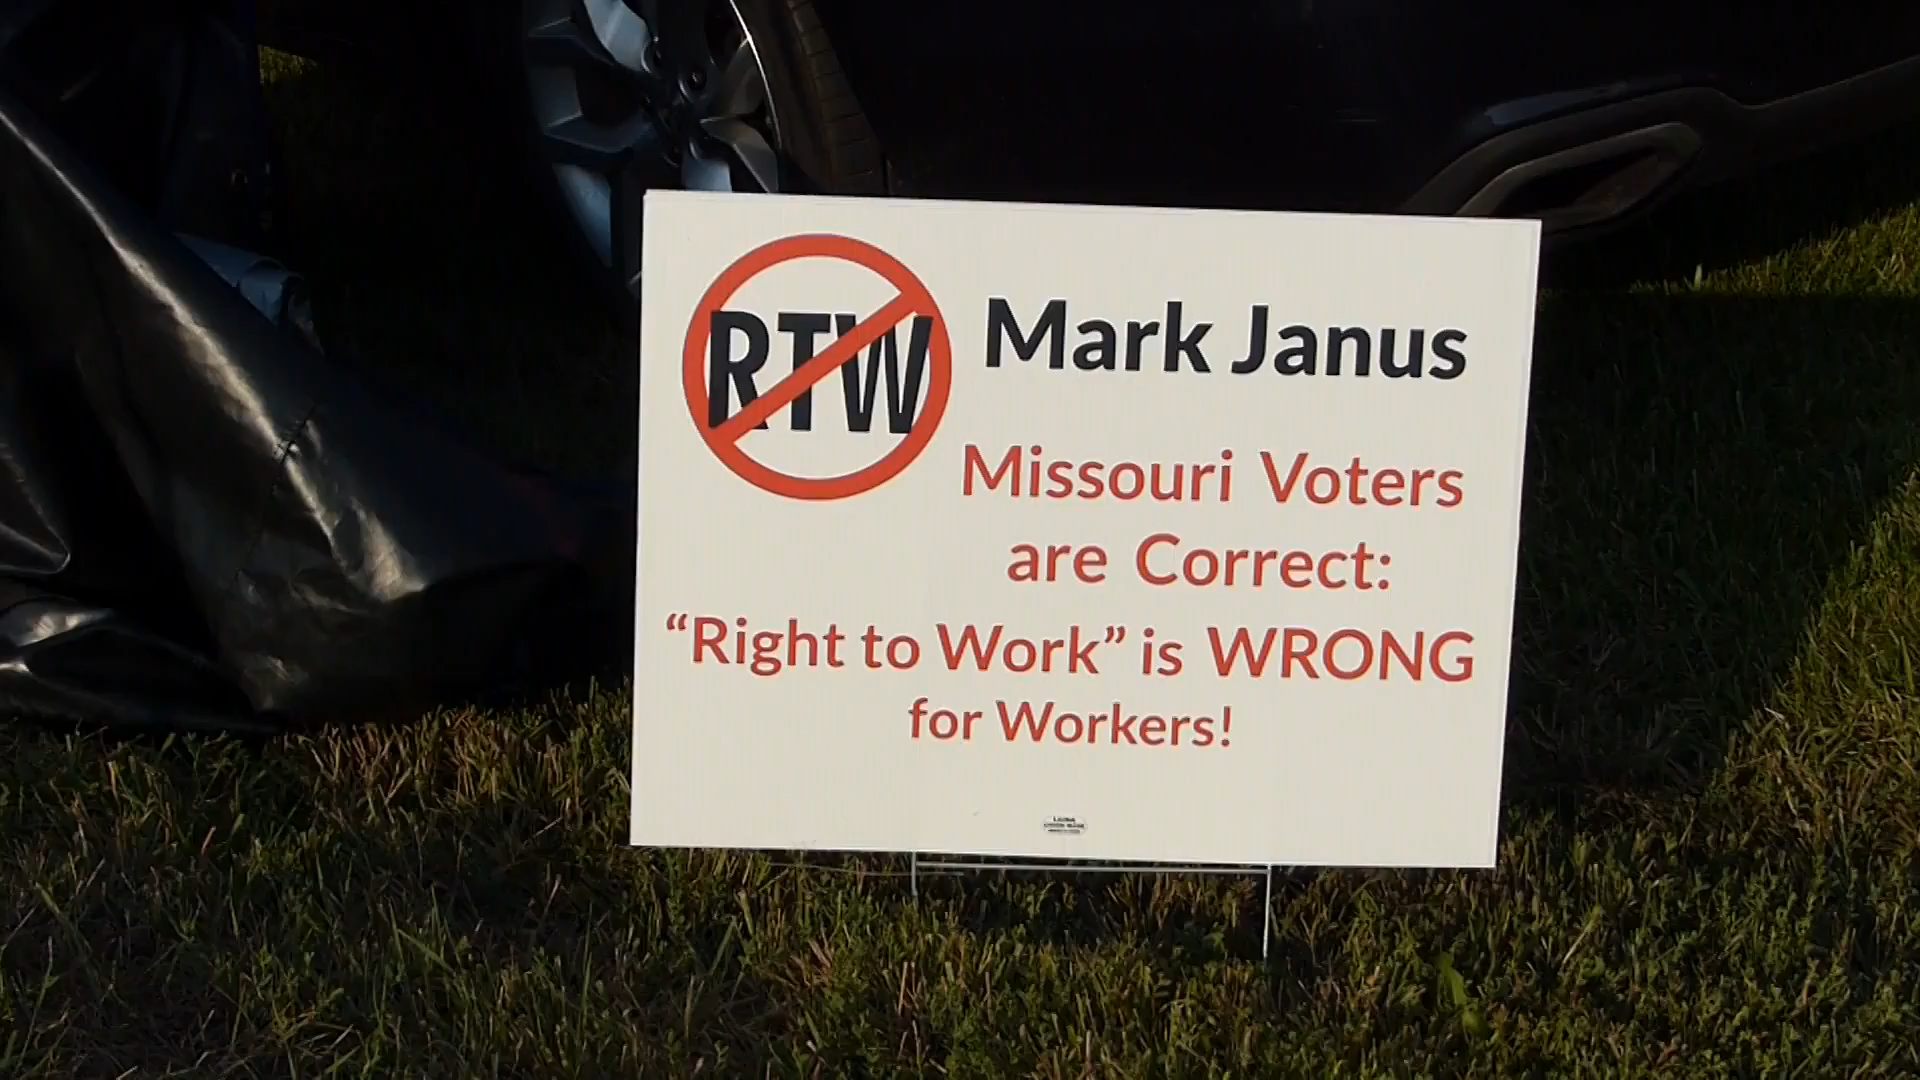 RTW
Mark Janus
Missouri Voters
are Correct:
“Right to Work” is WRONG
for Workers!